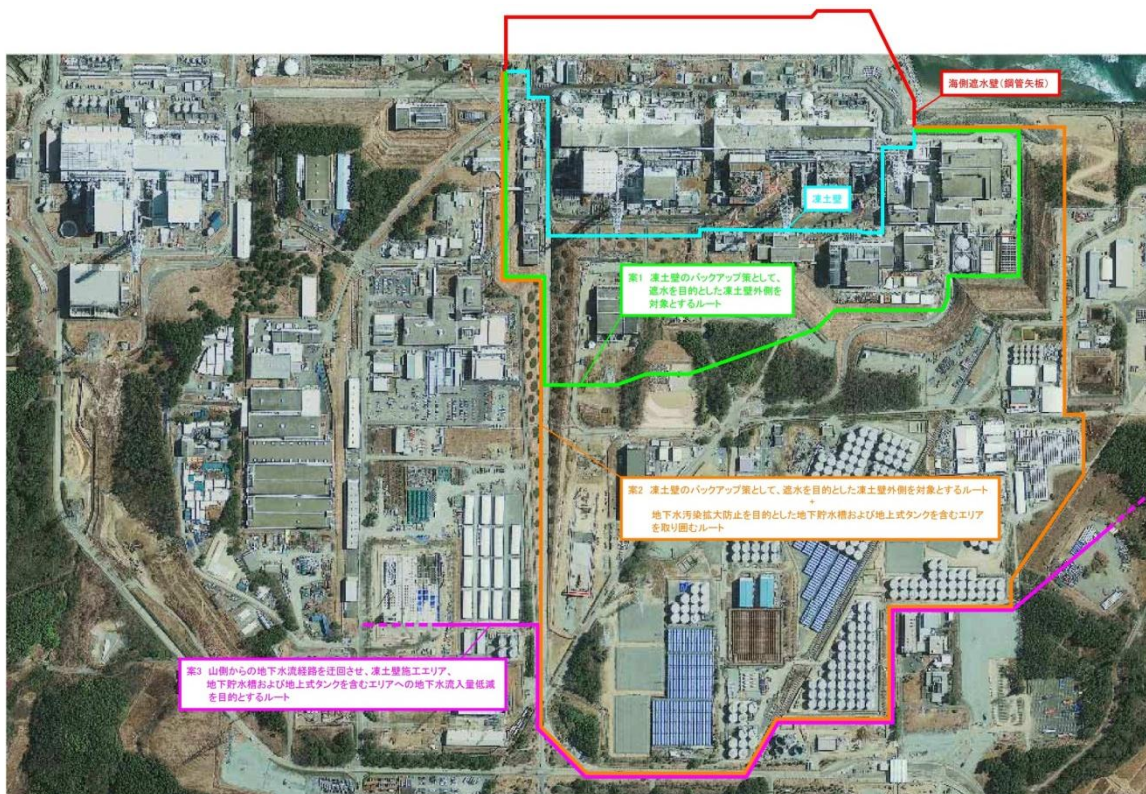 海側遮水壁(鋼管矢板)
凍土壁
案1 凍土壁のバックアップ策として、
遮水を目的とした凍土壁外側を
対象とするルート
案2 凍土壁のバックアップ策として、遮水を目的とした凍土壁外側を対象とするルート
+
地下水汚染拡大防止を目的とした地下貯水槽および地上式タンクを含むエリア
を取り囲むルート
案3 山側からの地下水流経路を迂回させ、凍土壁施工エリア、
地下貯水槽および地上式タンクを含むエリアへの地下水流入量低減
を目的とするルート